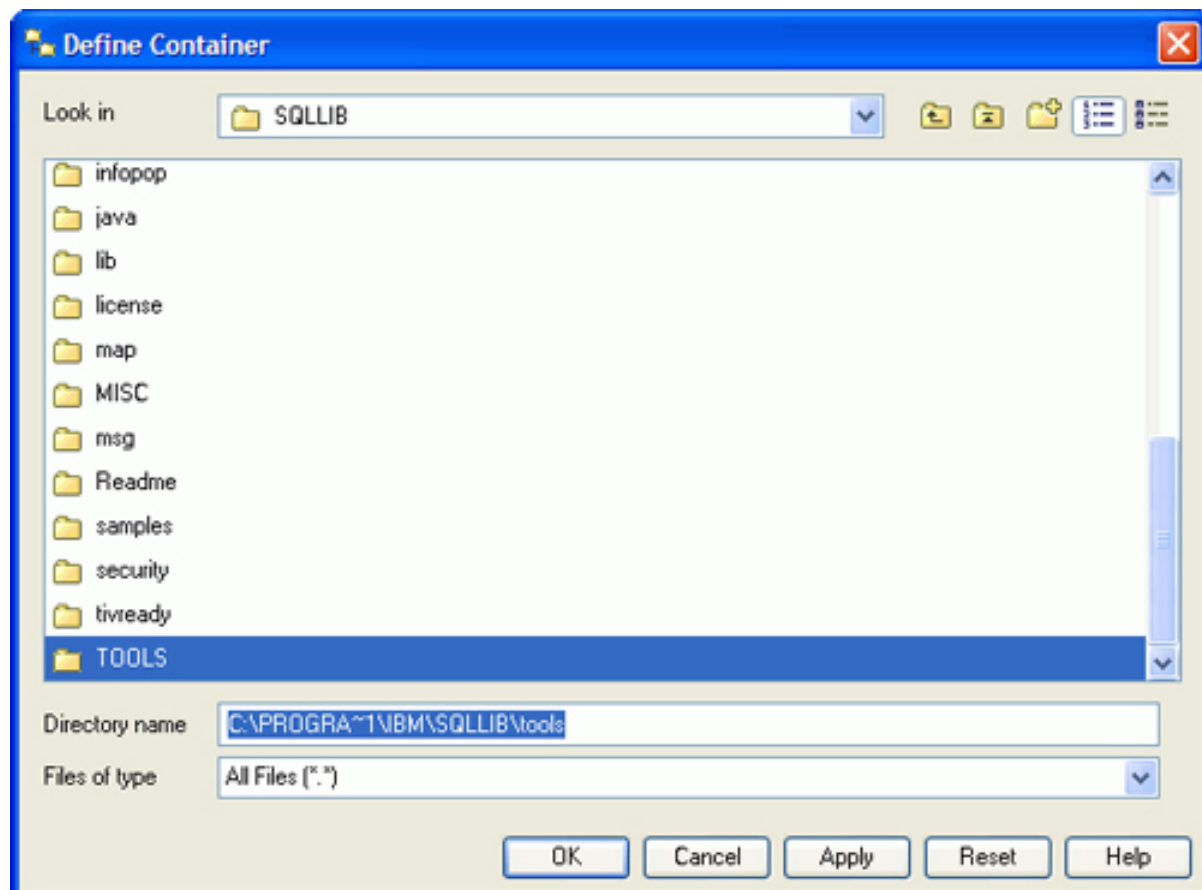 Define Container
Look in
SQLLIB
infopop
java
lib
license
map
MISC
msg
Readme
samples
security
tivready
TOOLS
Directory name
C:\PROGRA~1\IBM\SQLLIB\tools
Files of type
All Files (*.*)
OK Cancel Apply Reset Help